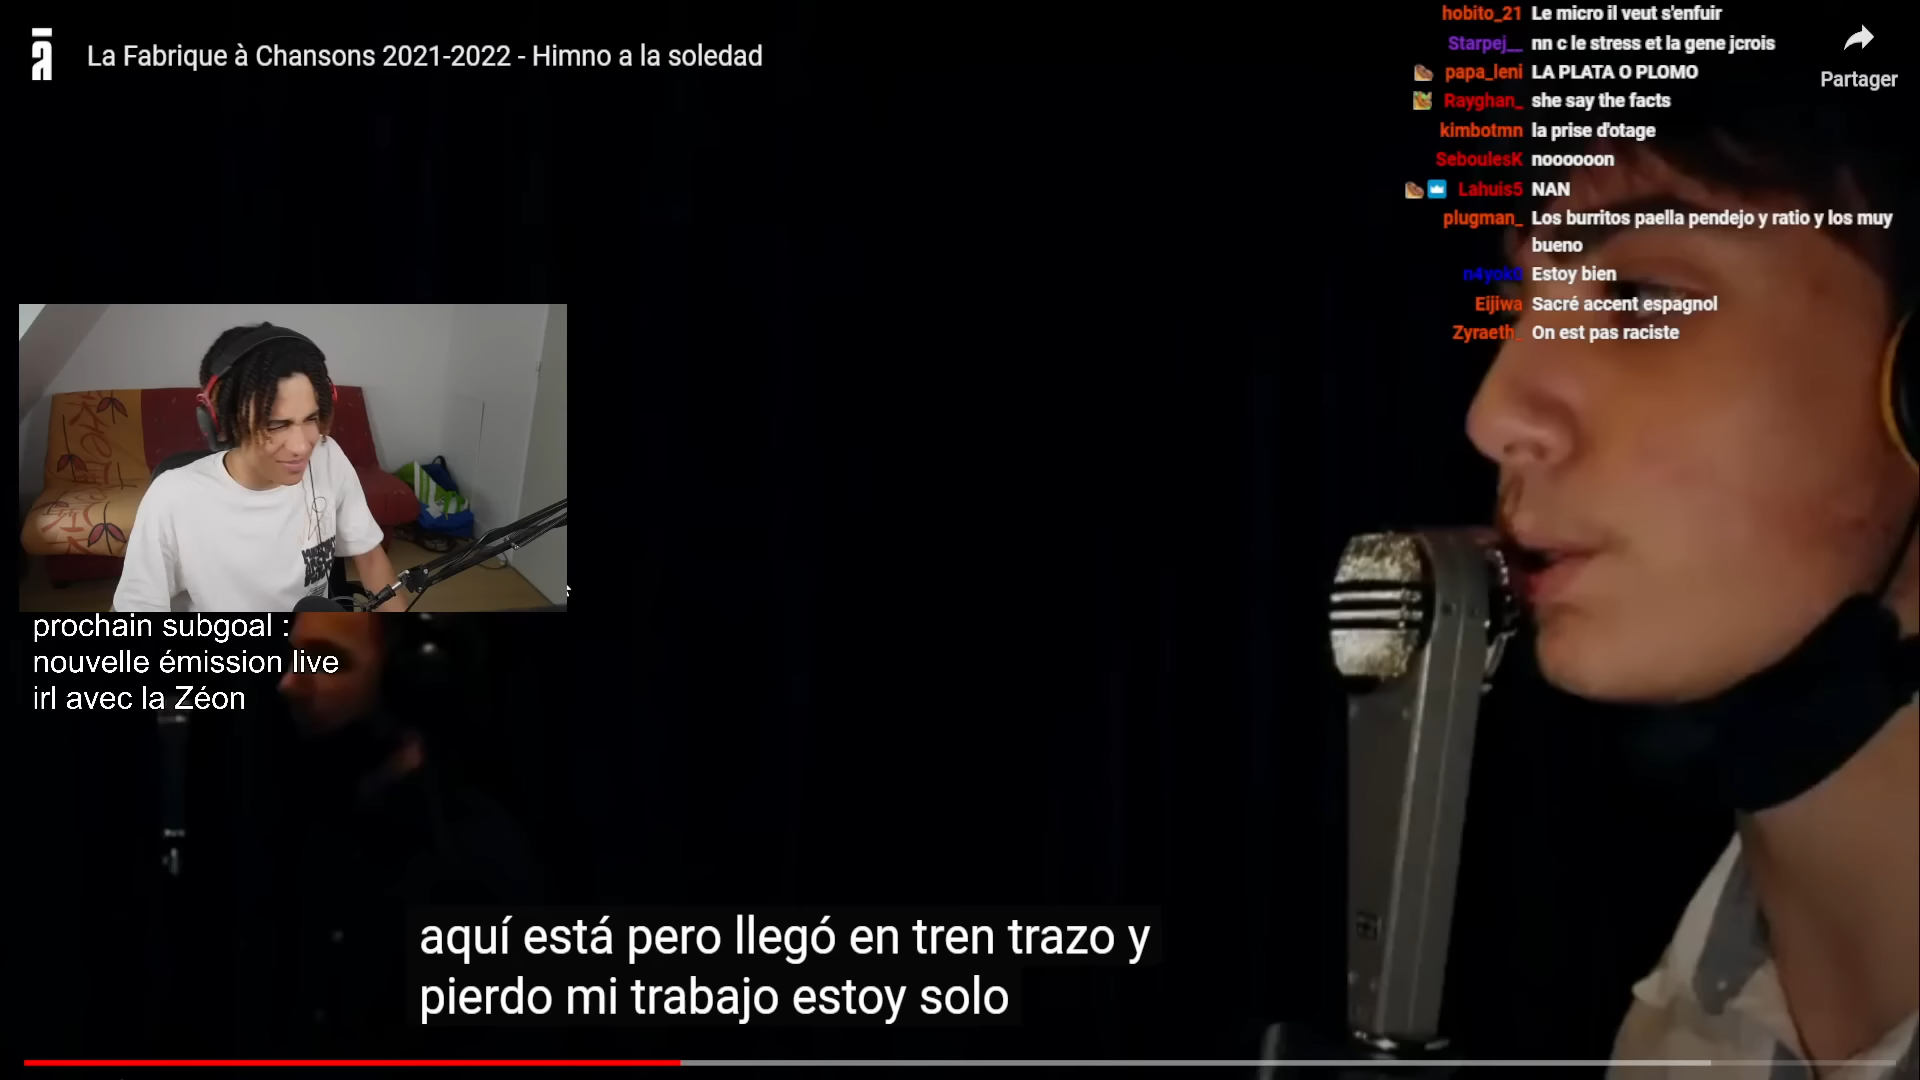 La Fabrique à Chansons 2021-2022 - Himno a la soledad
Partager
hobito_21 Le micro il veut s'enfuir
Starpej__ nn c le stress et la gene jcrois
papa_leni LA PLATA O PLOMO
Rayghan_ she say the facts
kimbotmn la prise d'otage
SeboulesK noooooon
Lahuis5 NAN
plugman_ Los burritos paella pendejo y ratio y los muy
bueno
n4yok0 Estoy bien
Eijiwa Sacré accent espagnol
Zyraeth_ On est pas raciste
prochain subgoal :
nouvelle émission live
irl avec la Zéon
aquí está pero llegó en tren trazo y
pierdo mi trabajo estoy solo